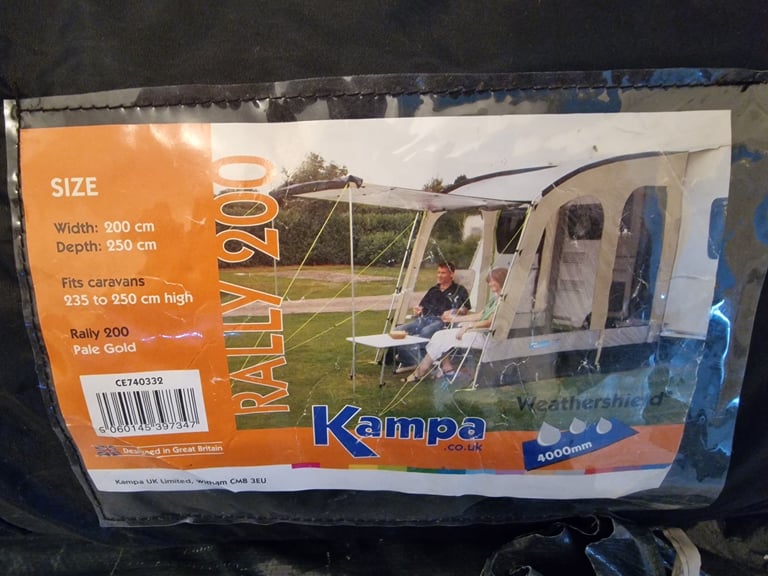 SIZE
Width: 200 cm
Depth: 250 cm
Fits caravans
235 to 250 cm high
Rally 200
Pale Gold
CE740332
5 060145 397347
Designed in Great Britain
Kampa UK Limited, Witham CM8 3EU
RALLY 200
Kampa
.co.uk
Weathershield
4000mm